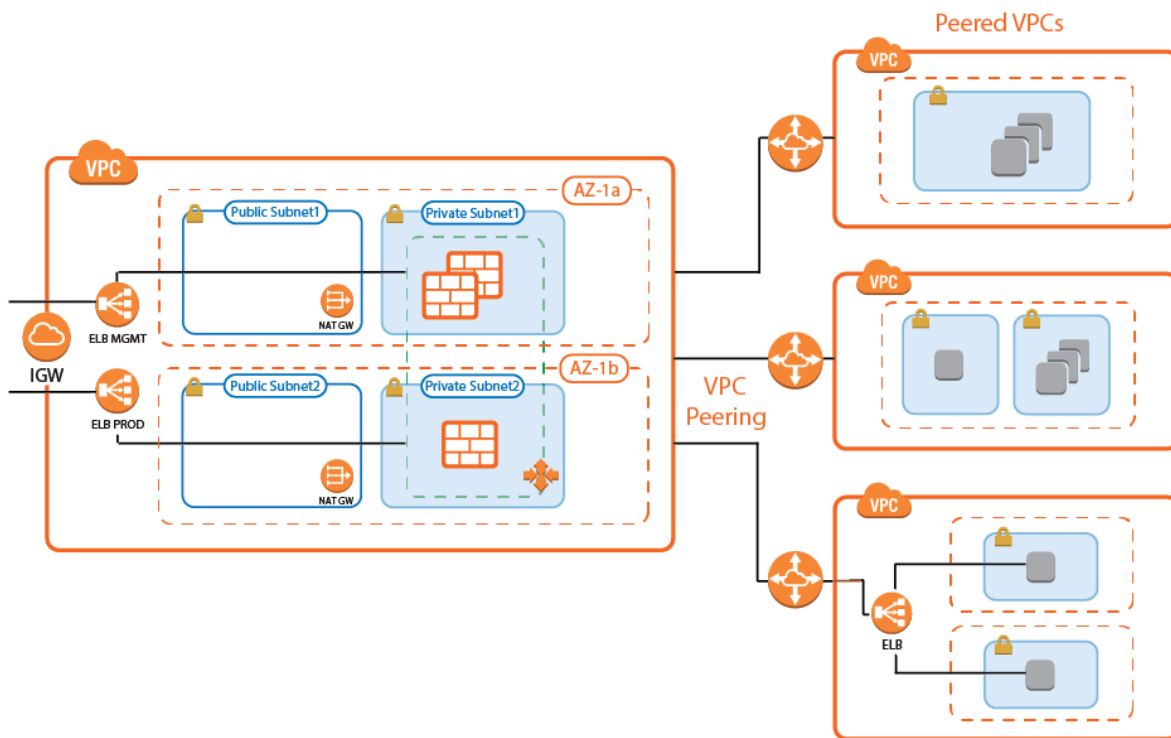 Peered VPCs
VPC
VPC
AZ-1a
Public Subnet1
Private Subnet1
NAT GW
ELB MGMT
IGW
ELB PROD
AZ-1b
Public Subnet2
Private Subnet2
NAT GW
VPC
Peering
VPC
VPC
ELB